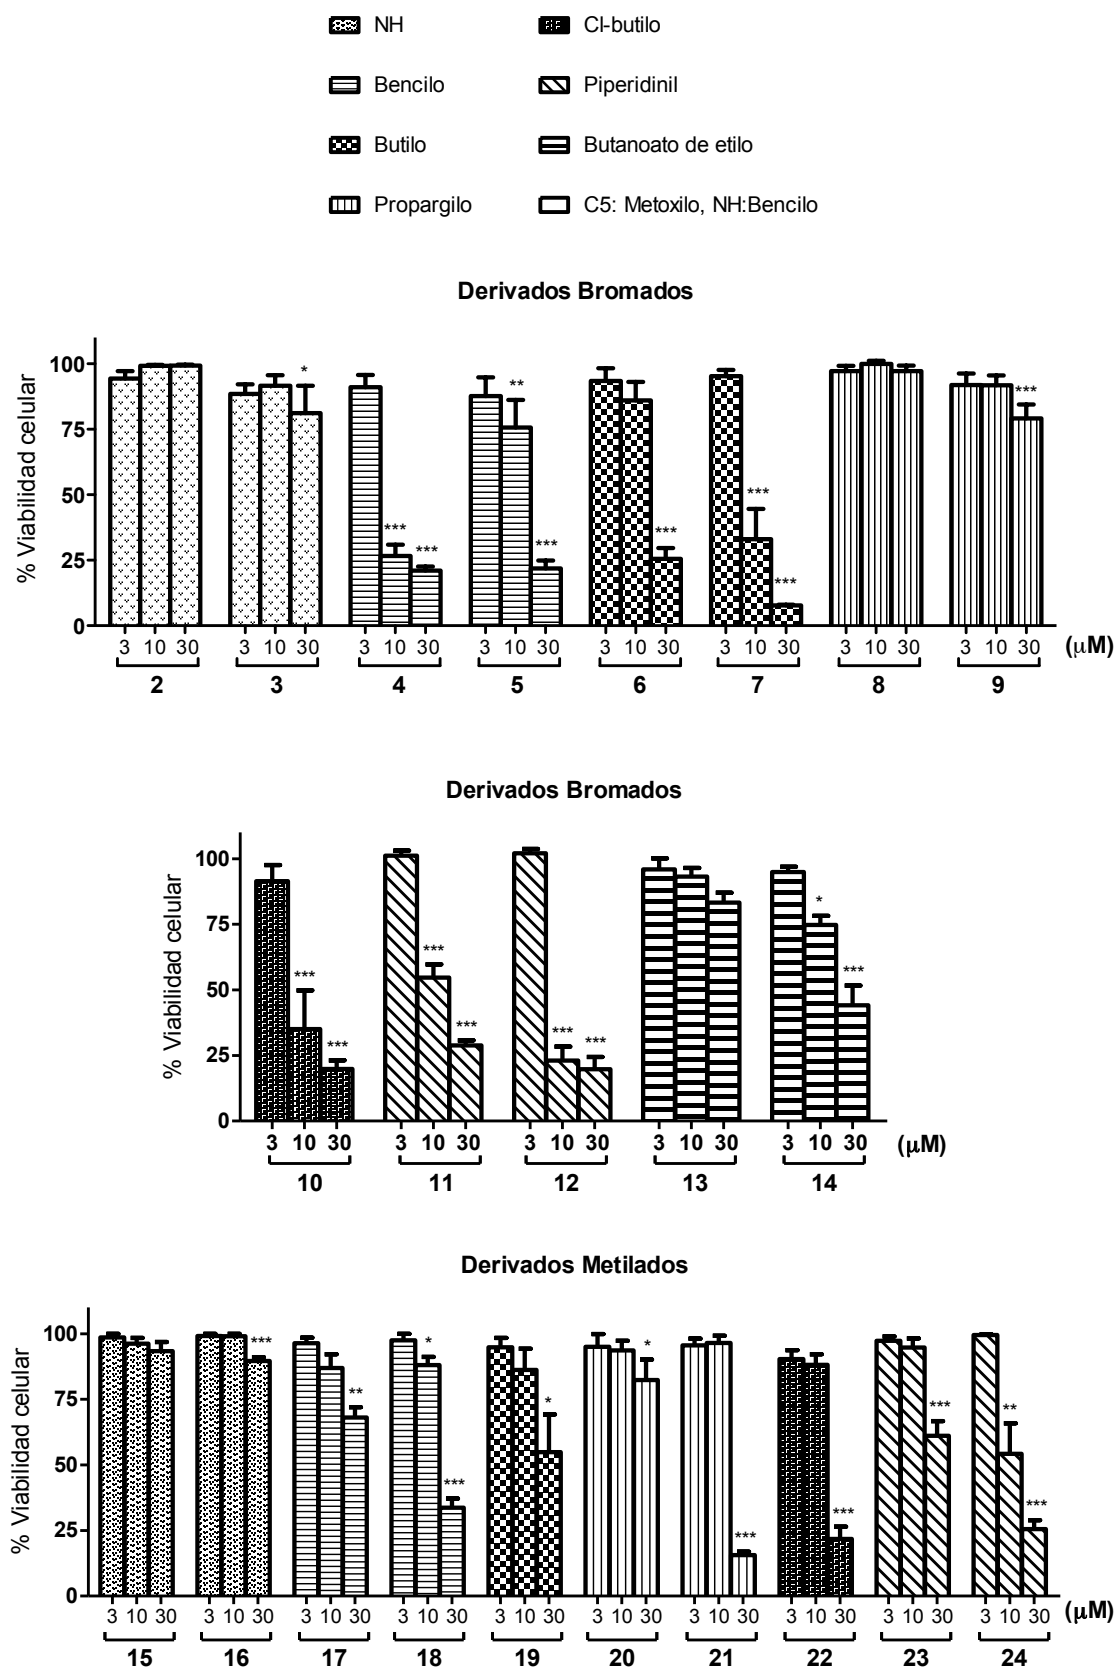 NH Cl-butilo
Bencilo Piperidinil
Butilo Butanoato de etilo
Propargilo C5: Metoxilo, NH:Bencilo
Derivados Bromados
% Viabilidad celular
100
75
50
25
0
*
**
***
*** *** *** *** *** ***
***
3 10 30 3 10 30 3 10 30 3 10 30 3 10 30 3 10 30 3 10 30 3 10 30 (μM)
2 3 4 5 6 7 8 9
Derivados Bromados
% Viabilidad celular
100
75
50
25
0
*** *** *** *** *** *** * ***
3 10 30 3 10 30 3 10 30 3 10 30 3 10 30 (μM)
10 11 12 13 14
Derivados Metilados
% Viabilidad celular
100
75
50
25
0
*** ** * *** * * *** *** *** ** ***
3 10 30 3 10 30 3 10 30 3 10 30 3 10 30 3 10 30 3 10 30 3 10 30 3 10 30 3 10 30 (μM)
15 16 17 18 19 20 21 22 23 24